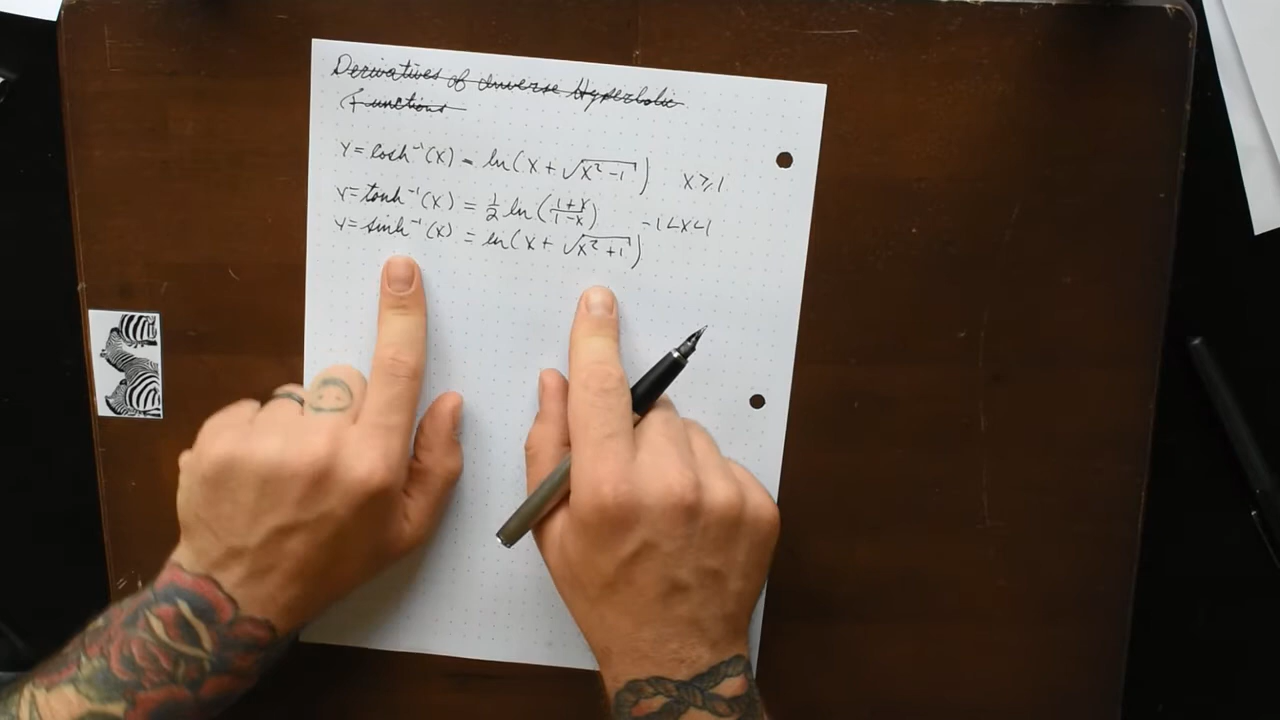 Derivatives of Inverse Hyperbolic
Functions
y = cosh⁻¹(x) = ln(x + √(x² - 1)) x ≥ 1
y = tanh⁻¹(x) = 1/2 ln((1+x)/(1-x)) -1 < x < 1
y = sinh⁻¹(x) = ln(x + √(x² + 1))